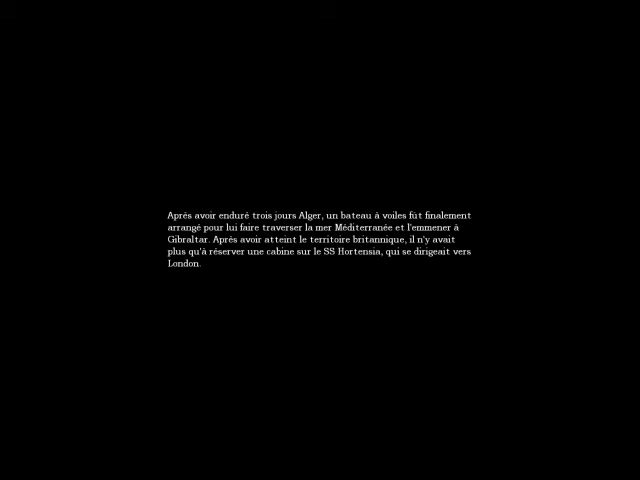 Après avoir enduré trois jours Alger, un bateau à voiles fût finalement
arrangé pour lui faire traverser la mer Méditerranée et l'emmener à
Gibraltar. Après avoir atteint le territoire britannique, il n'y avait
plus qu'à réserver une cabine sur le SS Hortensia, qui se dirigeait vers
London.